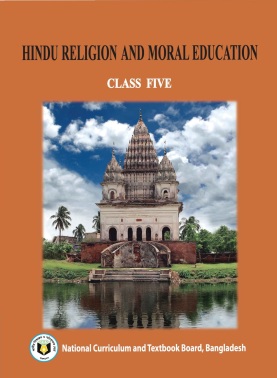 HINDU RELIGION AND MORAL EDUCATION
CLASS FIVE
National Curriculum and Textbook Board, Bangladesh